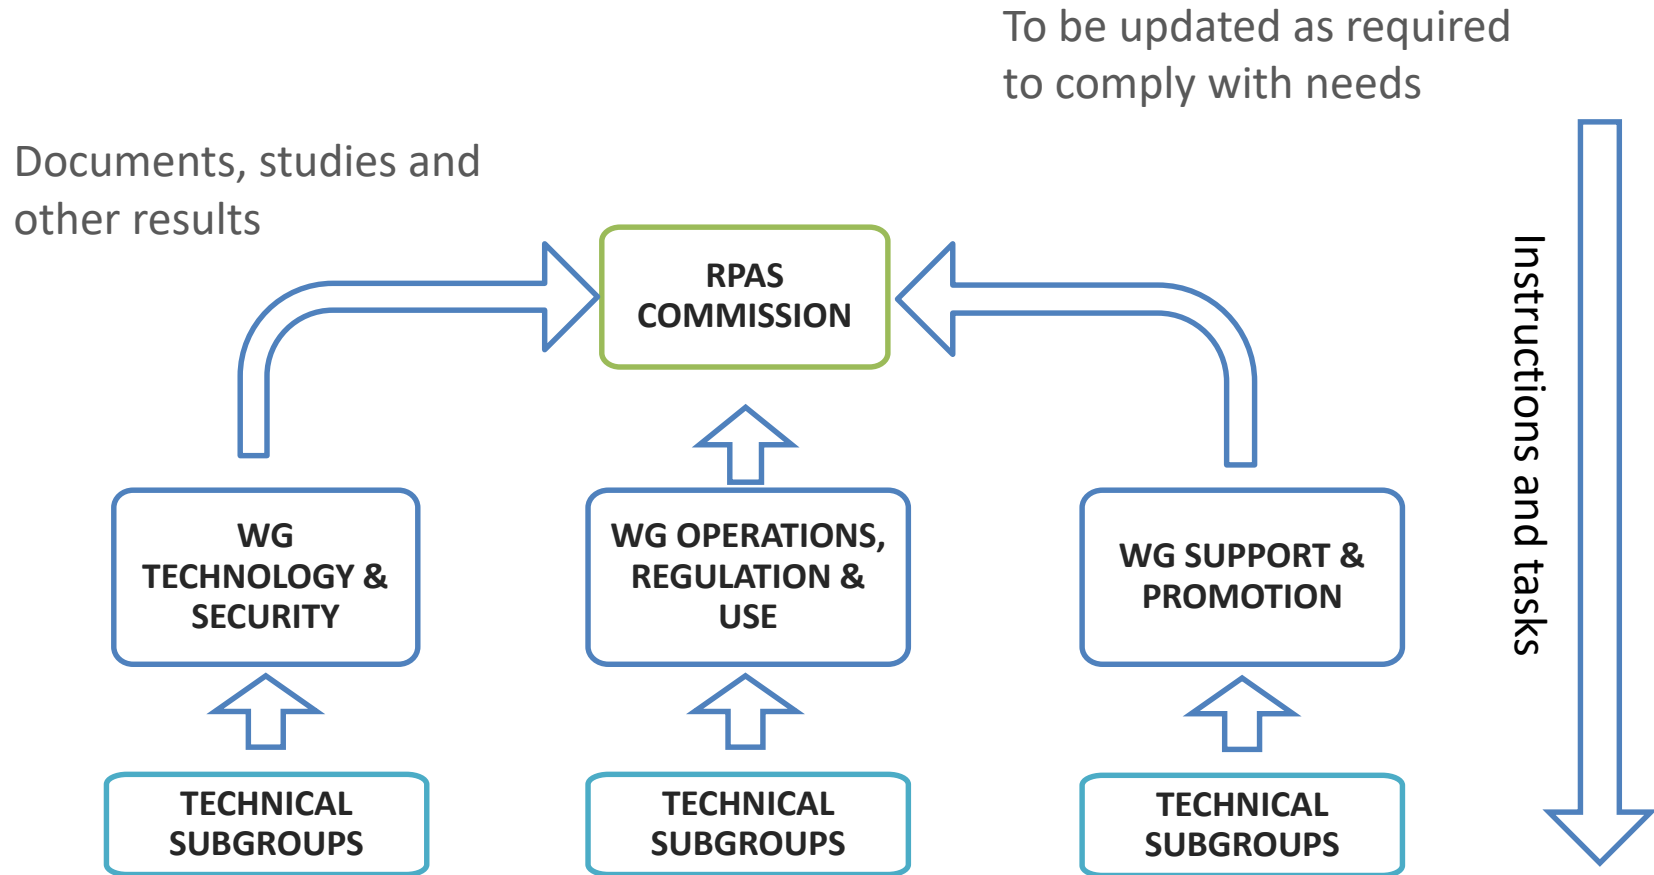 To be updated as required
to comply with needs
Documents, studies and
other results
RPAS
COMMISSION
Instructions and tasks
WG
TECHNOLOGY &
SECURITY
WG OPERATIONS,
REGULATION &
USE
WG SUPPORT &
PROMOTION
TECHNICAL
SUBGROUPS
TECHNICAL
SUBGROUPS
TECHNICAL
SUBGROUPS